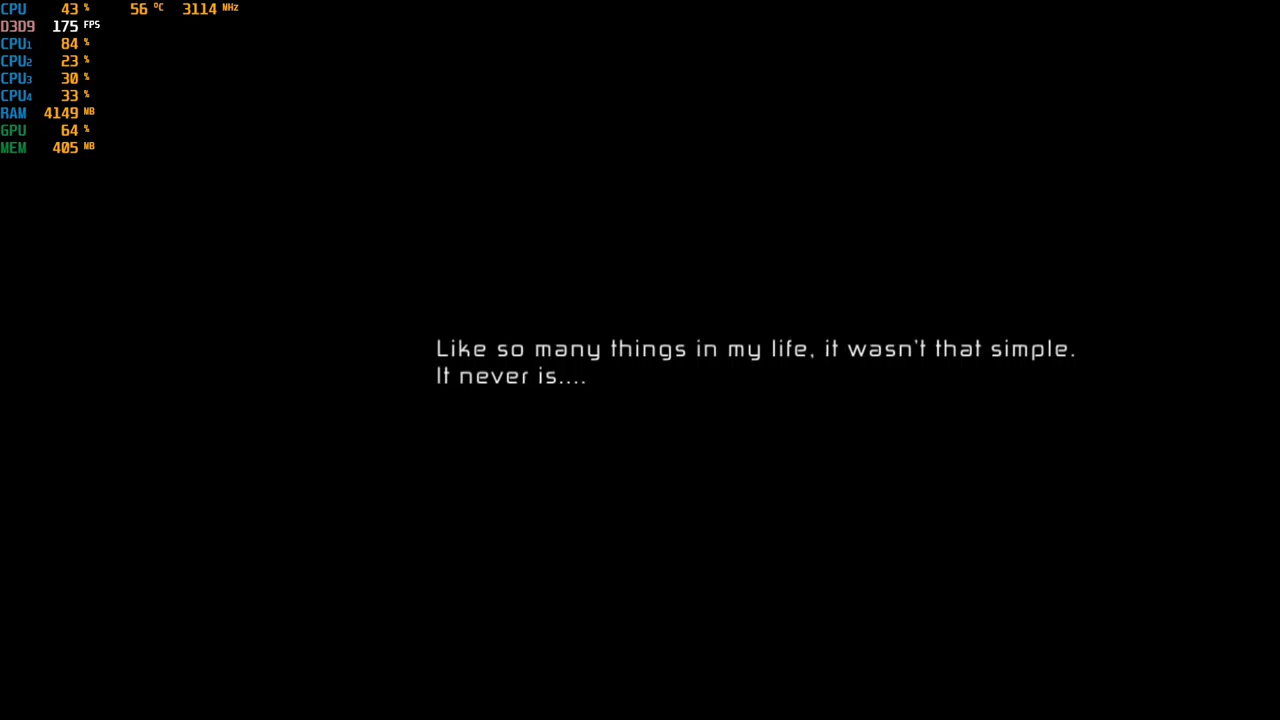 CPU 43 % 56 °C 3114 MHz
D3D9 175 FPS
CPU1 84 %
CPU2 23 %
CPU3 30 %
CPU4 33 %
RAM 4149 MB
GPU 64 %
MEM 405 MB
Like so many things in my life, it wasn't that simple.
It never is....